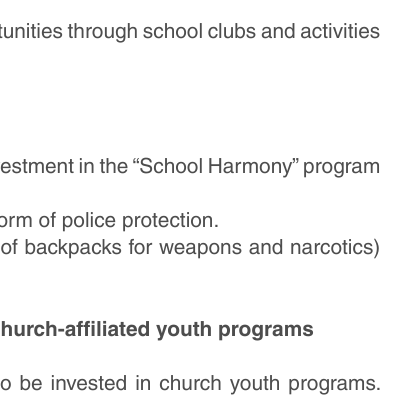 tunities through school clubs and activities
estment in the “School Harmony” program
orm of police protection.
of backpacks for weapons and narcotics)
hurch-affiliated youth programs
o be invested in church youth programs.